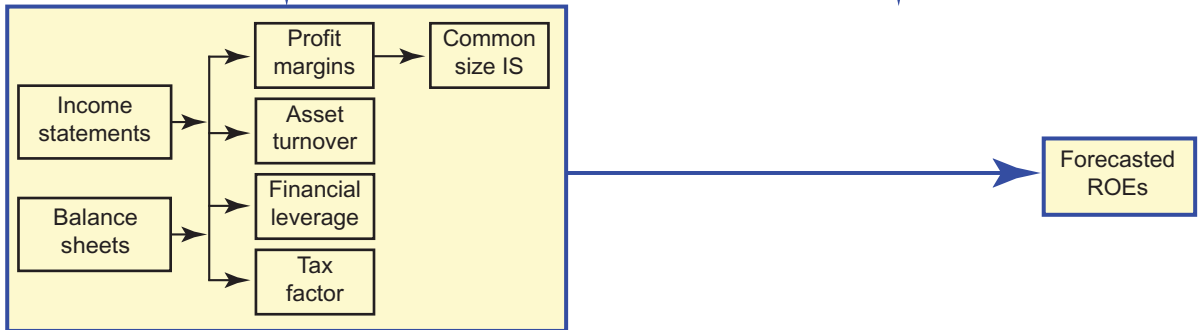 Income
statements
Balance
sheets
Profit
margins
Common
size IS
Asset
turnover
Financial
leverage
Tax
factor
Forecasted
ROEs